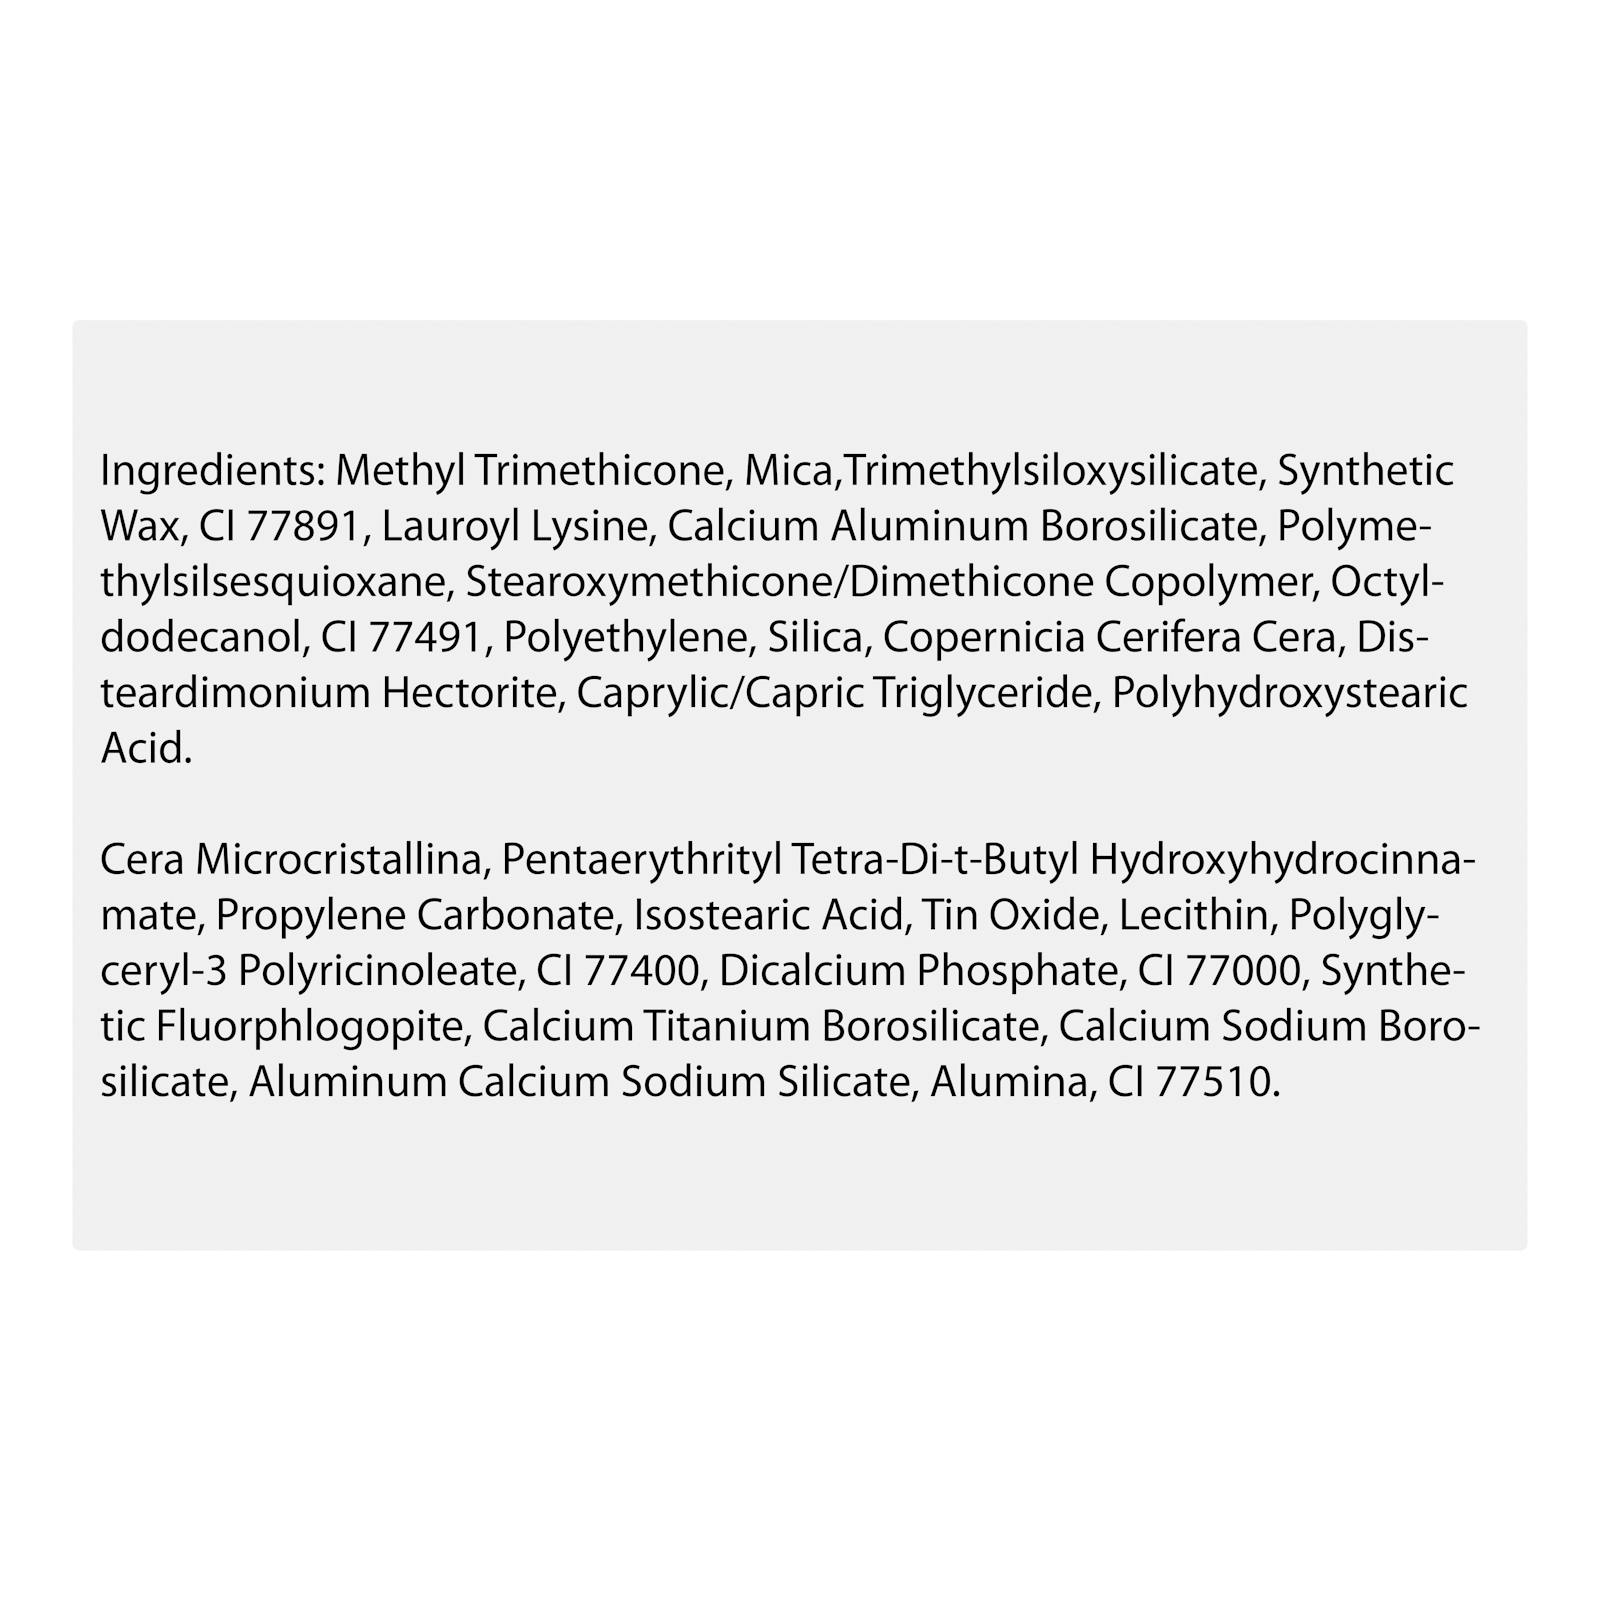 Ingredients: Methyl Trimethicone, Mica,Trimethylsiloxysilicate, Synthetic
Wax, CI 77891, Lauroyl Lysine, Calcium Aluminum Borosilicate, Polyme-
thylsilsesquioxane, Stearoxymethicone/Dimethicone Copolymer, Octyl-
dodecanol, CI 77491, Polyethylene, Silica, Copernicia Cerifera Cera, Dis-
teardimonium Hectorite, Caprylic/Capric Triglyceride, Polyhydroxystearic
Acid.
Cera Microcristallina, Pentaerythrityl Tetra-Di-t-Butyl Hydroxyhydrocinna-
mate, Propylene Carbonate, Isostearic Acid, Tin Oxide, Lecithin, Polygly-
ceryl-3 Polyricinoleate, CI 77400, Dicalcium Phosphate, CI 77000, Synthe-
tic Fluorphlogopite, Calcium Titanium Borosilicate, Calcium Sodium Boro-
silicate, Aluminum Calcium Sodium Silicate, Alumina, CI 77510.